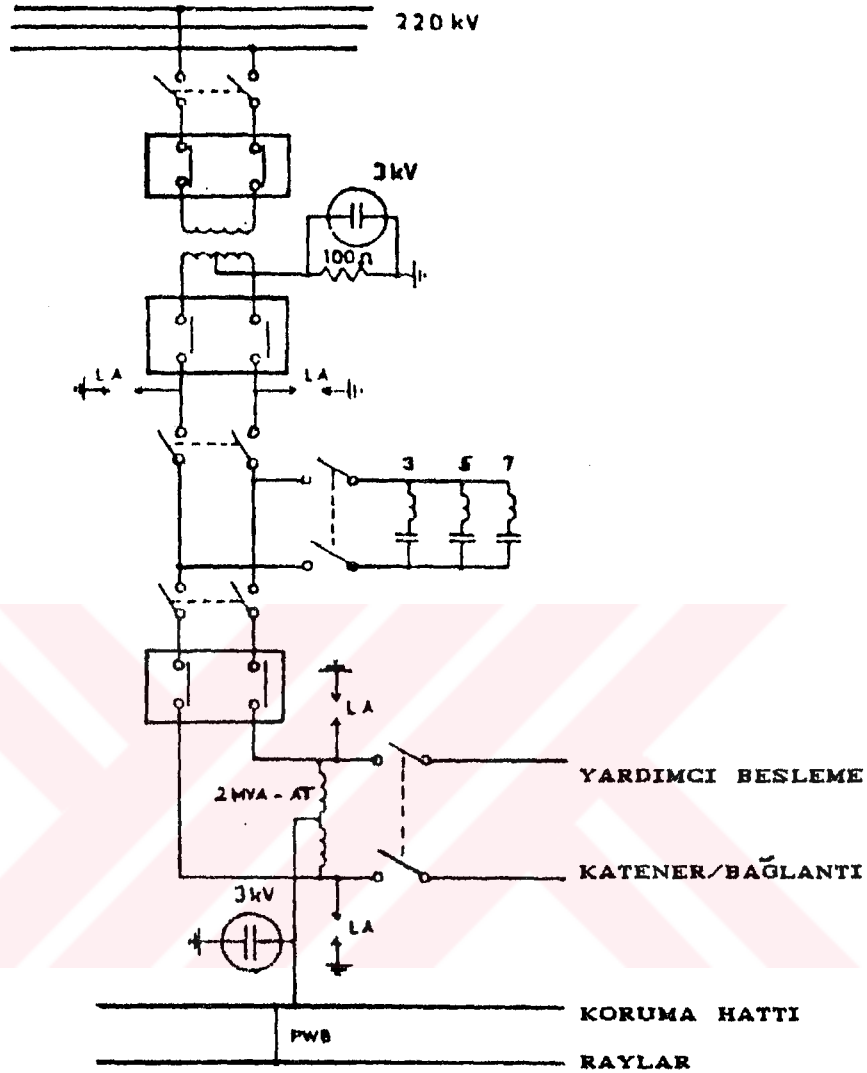 220 kV
3kV
100Ω
LA LA
3 5 7
LA
YARDIMCI BESLEME
2 MVA - AT
KATENER/BAĞLANTI
3kV
LA
KORUMA HATTI
PWB
RAYLAR